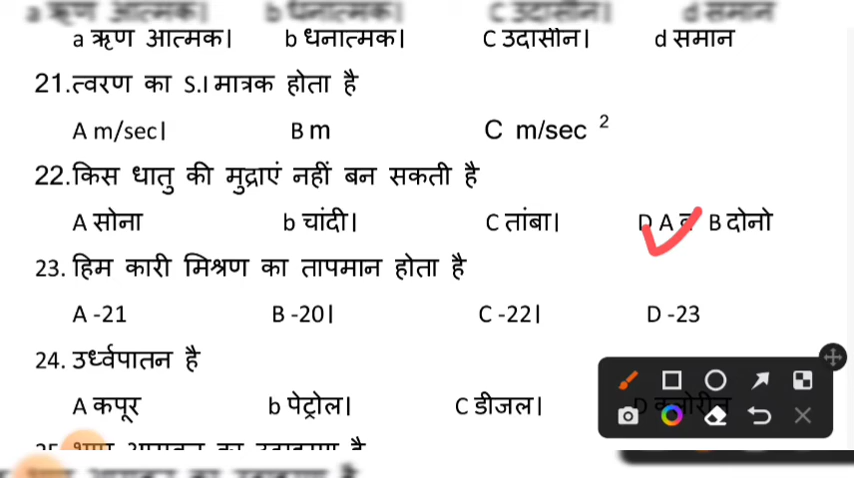 a ऋण आत्मक। b धनात्मक। C उदासीन। d समान
21.त्वरण का S.I मात्रक होता है
A m/sec। B m C m/sec 2
22.किस धातु की मुद्राएं नहीं बन सकती है
A सोना b चांदी। C तांबा। D A व B दोनो
23. हिम कारी मिश्रण का तापमान होता है
A -21 B -20। C -22। D -23
24. उर्ध्वपातन है
A कपूर b पेट्रोल। C डीजल। D क्लोरीन